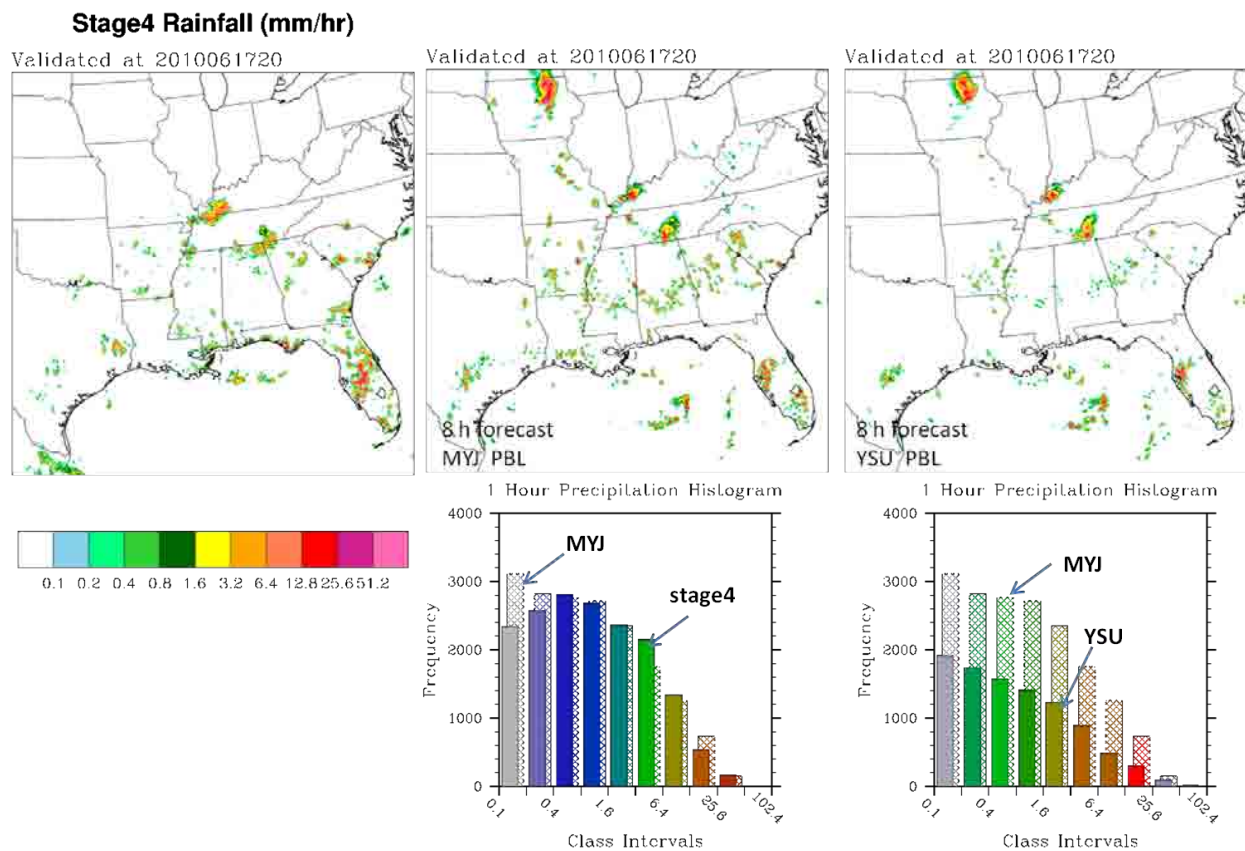 Stage4 Rainfall (mm/hr)
Validated at 2010061720
Validated at 2010061720
Validated at 2010061720
8 h forecast
MYJ PBL
8 h forecast
YSU PBL
0.1 0.2 0.4 0.8 1.6 3.2 6.4 12.8 25.6 51.2
1 Hour Precipitation Histogram
4000
3000
2000
1000
0
Frequency
MYJ
stage4
0.1 0.4 1.6 6.4 25.6 102.4
Class Intervals
1 Hour Precipitation Histogram
4000
3000
2000
1000
0
Frequency
MYJ
YSU
0.1 0.4 1.6 6.4 25.6 102.4
Class Intervals